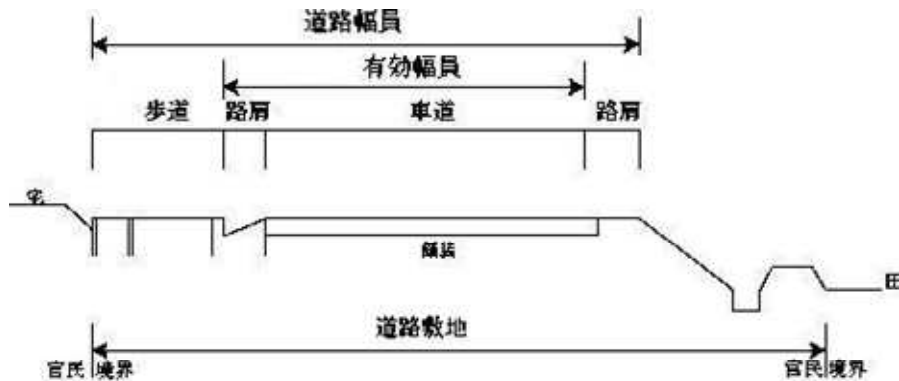 道路幅員
有効幅員
歩道 路肩 車道 路肩
宅
舗装
田
道路敷地
官民 境界 官民 境界